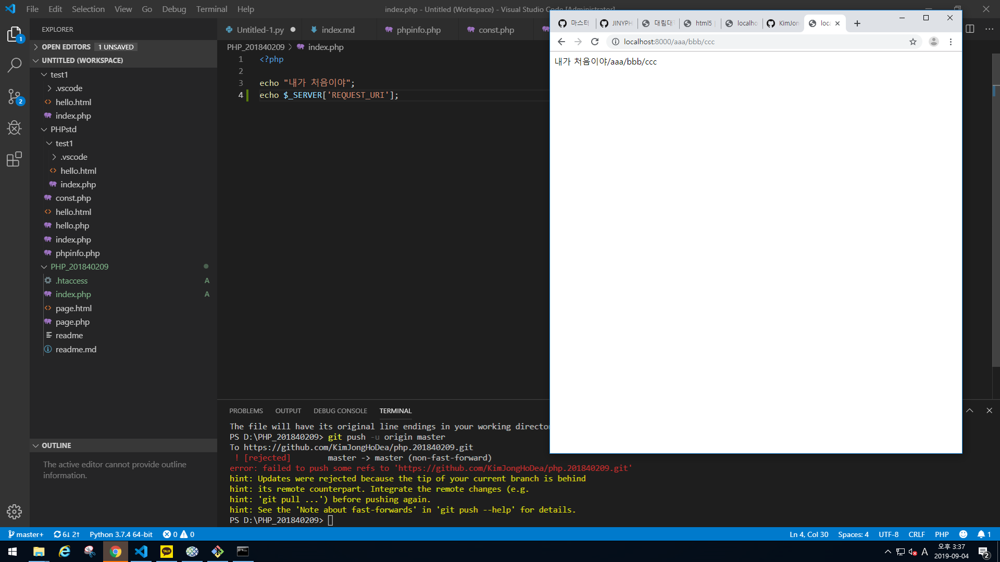 File Edit Selection View Go Debug Terminal Help
index.php - Untitled (Workspace) - Visual Studio Code [Administrator]
EXPLORER
OPEN EDITORS 1 UNSAVED
UNTITLED (WORKSPACE)
test1
.vscode
hello.html
index.php
PHPstd
test1
.vscode
hello.html
index.php
const.php
hello.html
hello.php
index.php
phpinfo.php
PHP_201840209
.htaccess A
index.php A
page.html
page.php
readme
readme.md
OUTLINE
The active editor cannot provide outline
information.
1
2
Untitled-1.py index.md phpinfo.php const.php
PHP_201840209 > index.php
1 <?php
2
3 echo "내가 처음이야";
4 echo $_SERVER['REQUEST_URI'];
마스터 JINYPH 대림대 html5 localho KimJon loca
localhost:8000/aaa/bbb/ccc
내가 처음이야/aaa/bbb/ccc
PROBLEMS OUTPUT DEBUG CONSOLE TERMINAL
The file will have its original line endings in your working director
PS D:\PHP_201840209> git push -u origin master
To https://github.com/KimJongHoDea/php.201840209.git
! [rejected] master -> master (non-fast-forward)
error: failed to push some refs to 'https://github.com/KimJongHoDea/php.201840209.git'
hint: Updates were rejected because the tip of your current branch is behind
hint: its remote counterpart. Integrate the remote changes (e.g.
hint: 'git pull ...') before pushing again.
hint: See the 'Note about fast-forwards' in 'git push --help' for details.
PS D:\PHP_201840209>
master+ 6↓ 2↑ Python 3.7.4 64-bit 0 0 Ln 4, Col 30 Spaces: 4 UTF-8 CRLF PHP 1
TALK
A 오후 3:37
2019-09-04
2